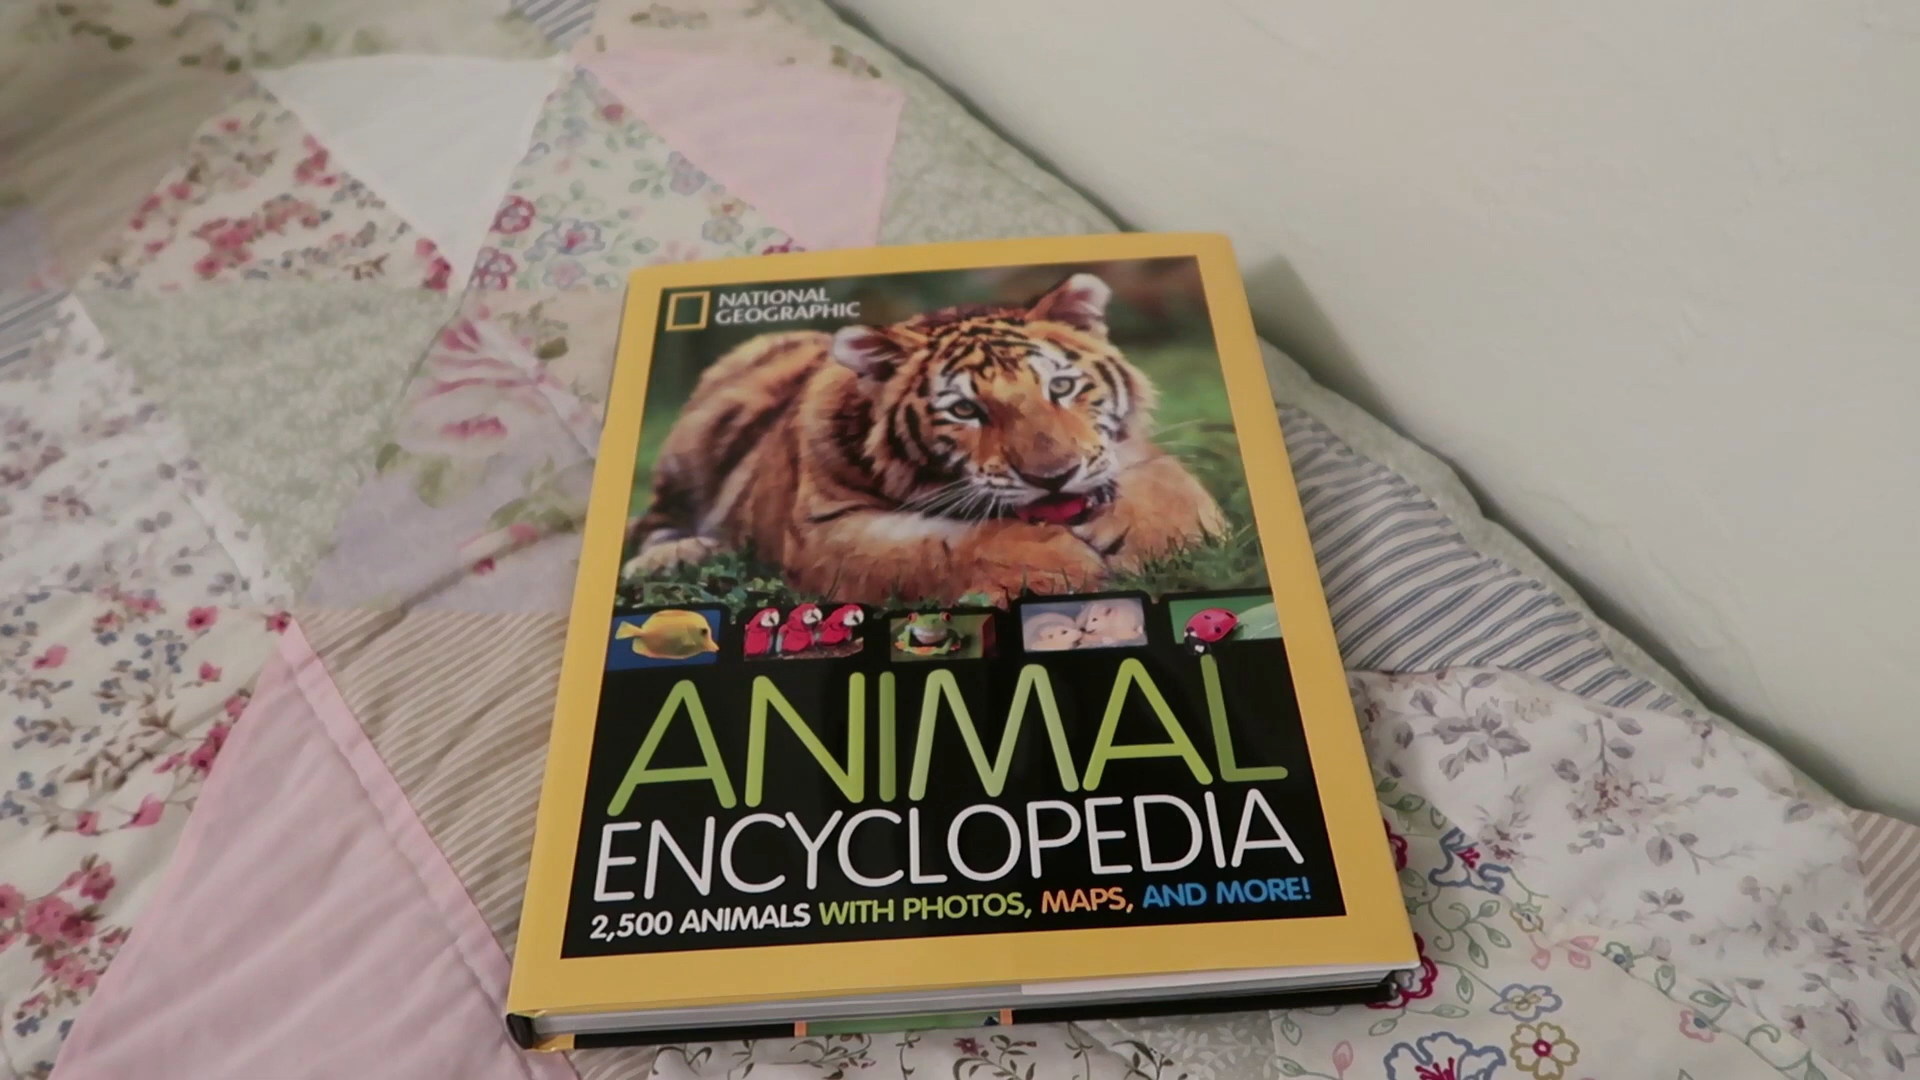 NATIONAL
GEOGRAPHIC
ANIMAL
ENCYCLOPEDIA
2,500 ANIMALS WITH PHOTOS, MAPS, AND MORE!